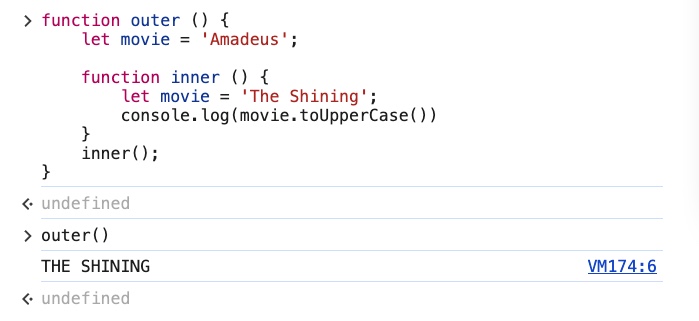 function outer () {
    let movie = 'Amadeus';

    function inner () {
        let movie = 'The Shining';
        console.log(movie.toUpperCase())
    }
    inner();
}
undefined
outer()
THE SHINING VM174:6
undefined